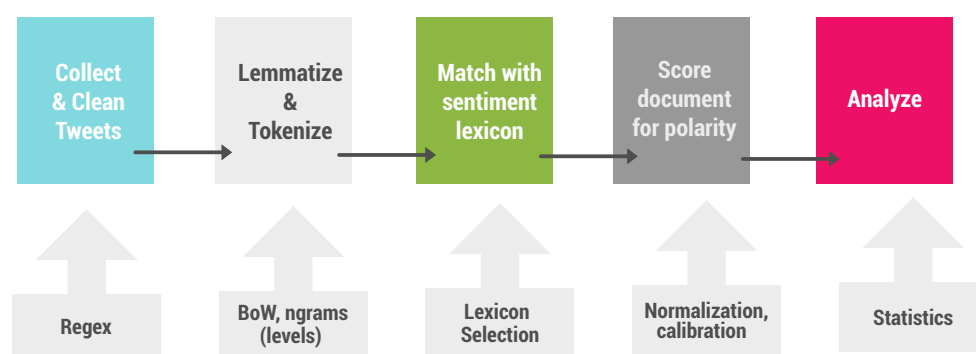 Collect
& Clean
Tweets
Lemmatize
&
Tokenize
Match with
sentiment
lexicon
Score
document
for polarity
Analyze
Regex
BoW, ngrams
(levels)
Lexicon
Selection
Normalization,
calibration
Statistics